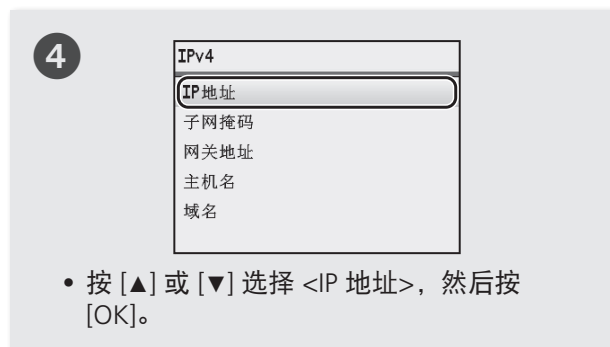 4
IPv4
IP地址
子网掩码
网关地址
主机名
域名
• 按 [▲] 或 [▼] 选择 <IP 地址>，然后按
[OK]。